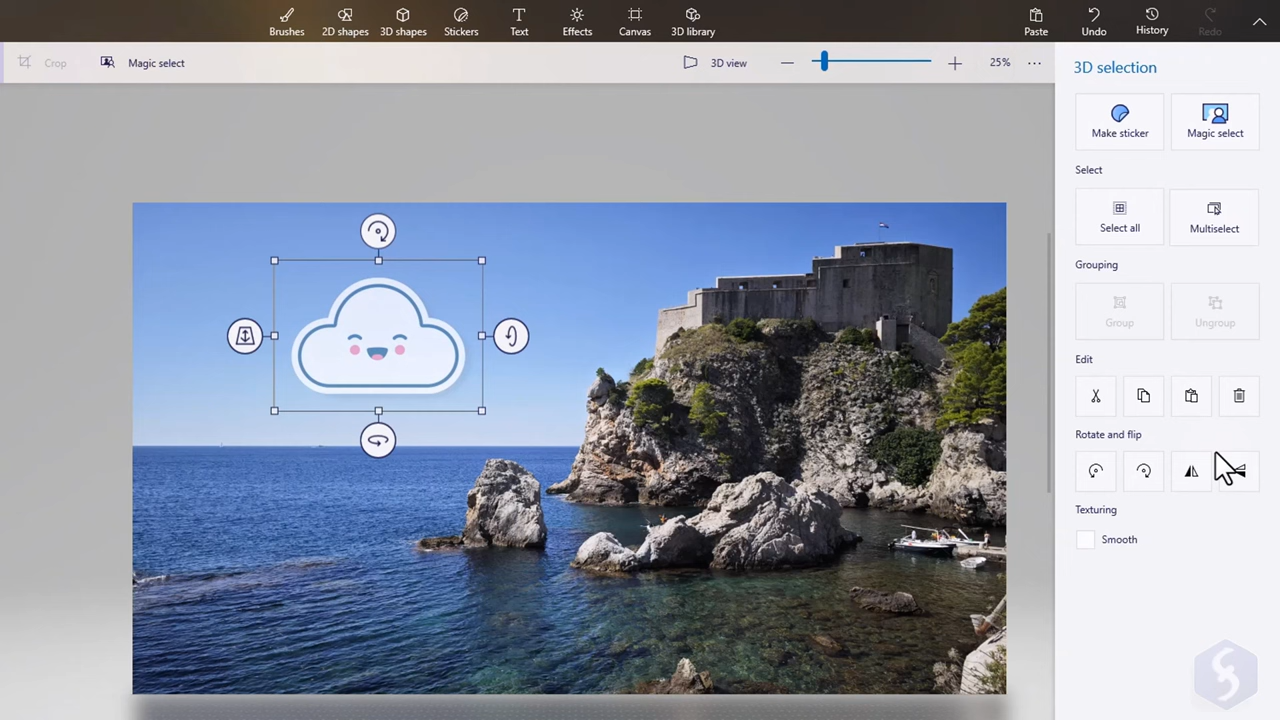 Brushes 2D shapes 3D shapes Stickers Text Effects Canvas 3D library Paste Undo History Redo
Crop Magic select 3D view 25%
3D selection
Make sticker Magic select
Select
Select all Multiselect
Grouping
Group Ungroup
Edit
Rotate and flip
Texturing
Smooth